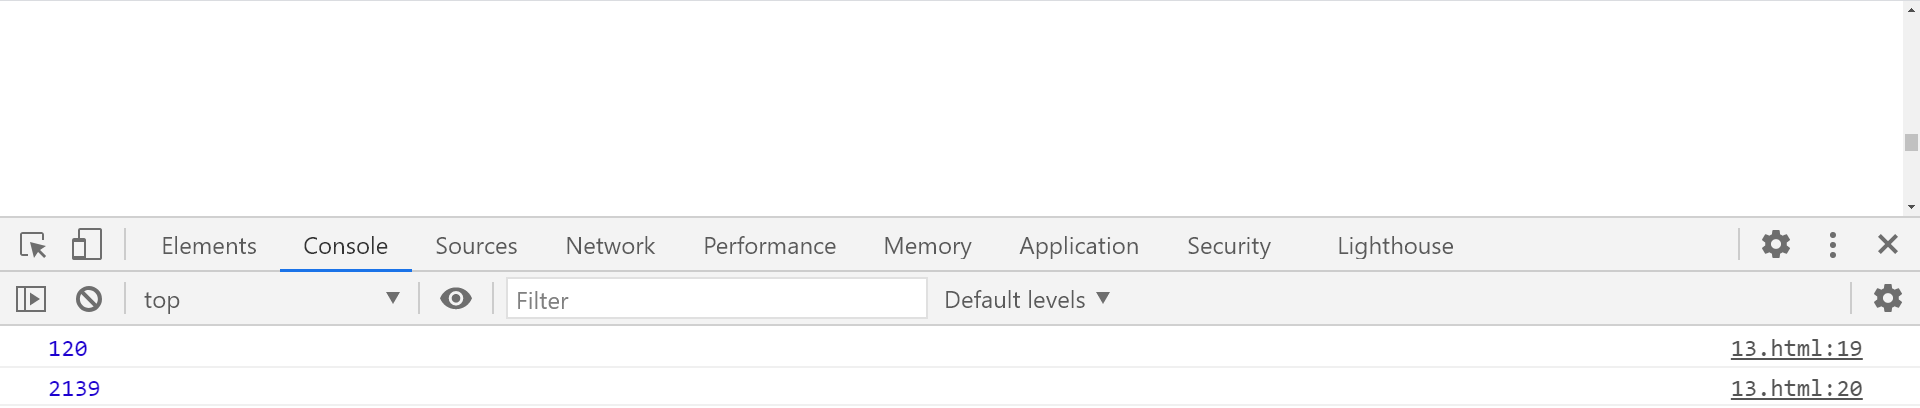 Elements Console Sources Network Performance Memory Application Security Lighthouse
top Filter Default levels
120 13.html:19
2139 13.html:20